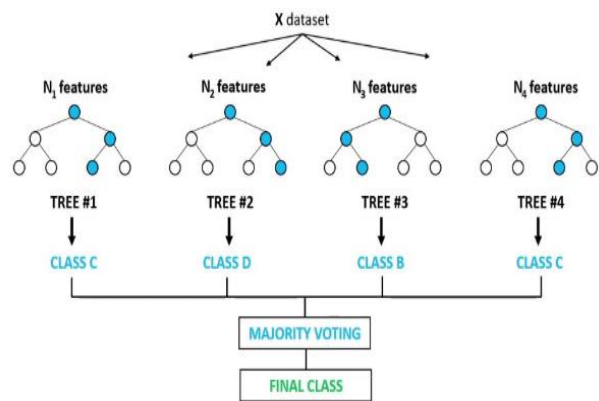 X dataset
N₁ features
N₂ features
N₃ features
N₄ features
TREE #1
TREE #2
TREE #3
TREE #4
CLASS C
CLASS D
CLASS B
CLASS C
MAJORITY VOTING
FINAL CLASS